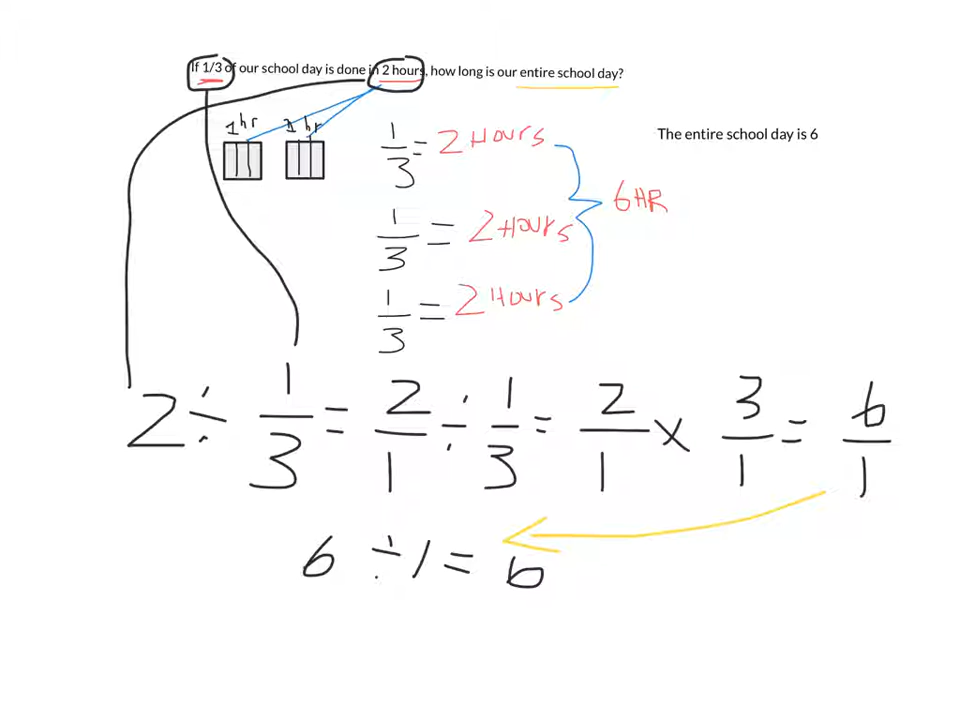 If 1/3 of our school day is done in 2 hours, how long is our entire school day?
1 hr 1 hr
The entire school day is 6
1/3 = 2 Hours
6 HR
1/3 = 2 Hours
1/3 = 2 Hours
2 ÷ 1/3 = 2/1 ÷ 1/3 = 2/1 x 3/1 = 6/1
6 ÷ 1 = 6